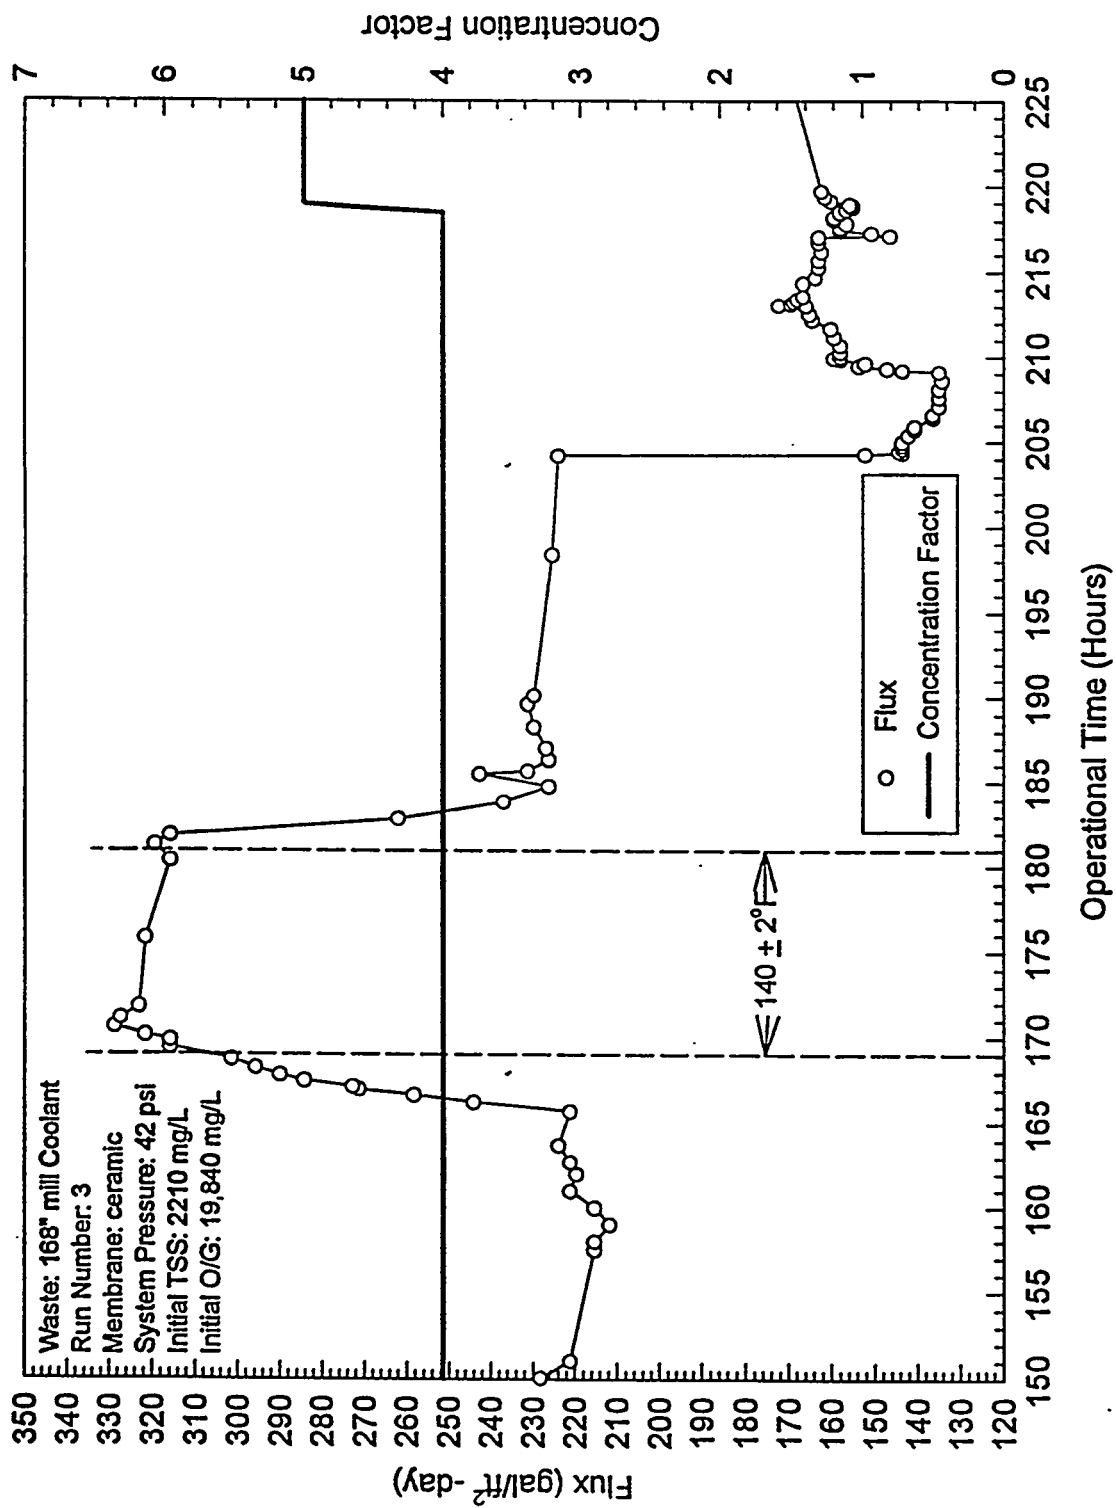 Waste: 168" mill Coolant
Run Number: 3
Membrane: ceramic
System Pressure: 42 psi
Initial TSS: 2210 mg/L
Initial O/G: 19,840 mg/L
Flux (gal/ft² - day)
350
340
330
320
310
300
290
280
270
260
250
240
230
220
210
200
190
180
170
160
150
140
130
120
Concentration Factor
7
6
5
4
3
2
1
0
140 ± 2°F
Flux
Concentration Factor
150 155 160 165 170 175 180 185 190 195 200 205 210 215 220 225
Operational Time (Hours)